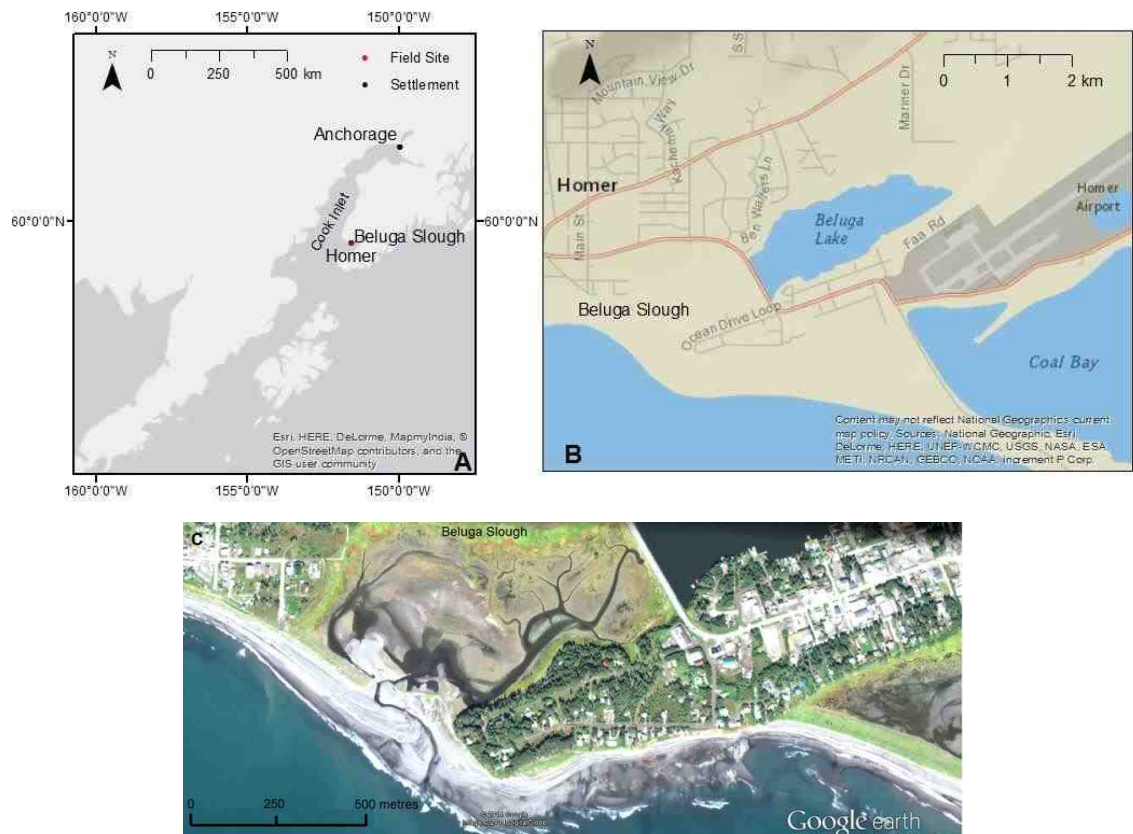 160°0'0"W 155°0'0"W 150°0'0"W
N
0 250 500 km
Field Site
Settlement
Anchorage
60°0'0"N
60°0'0"N
Cook Inlet
Beluga Slough
Homer
Esri, HERE, DeLorme, MapmyIndia, ©
OpenStreetMap contributors, and the
GIS user community
A
160°0'0"W 155°0'0"W 150°0'0"W
N
0 1 2 km
Mountain View Dr
Kachemak Way
Mariner Dr
Homer
Main St
Ben Walters Ln
Beluga
Lake
Faa Rd
Homer
Airport
Beluga Slough
Ocean Drive Loop
Coal Bay
Content may not reflect National Geographic's current
map policy. Sources: National Geographic, Esri,
DeLorme, HERE, UNEP-WCMC, USGS, NASA, ESA,
METI, NRCAN, GEBCO, NOAA, increment P Corp.
B
C
Beluga Slough
0 250 500 metres
Google earth